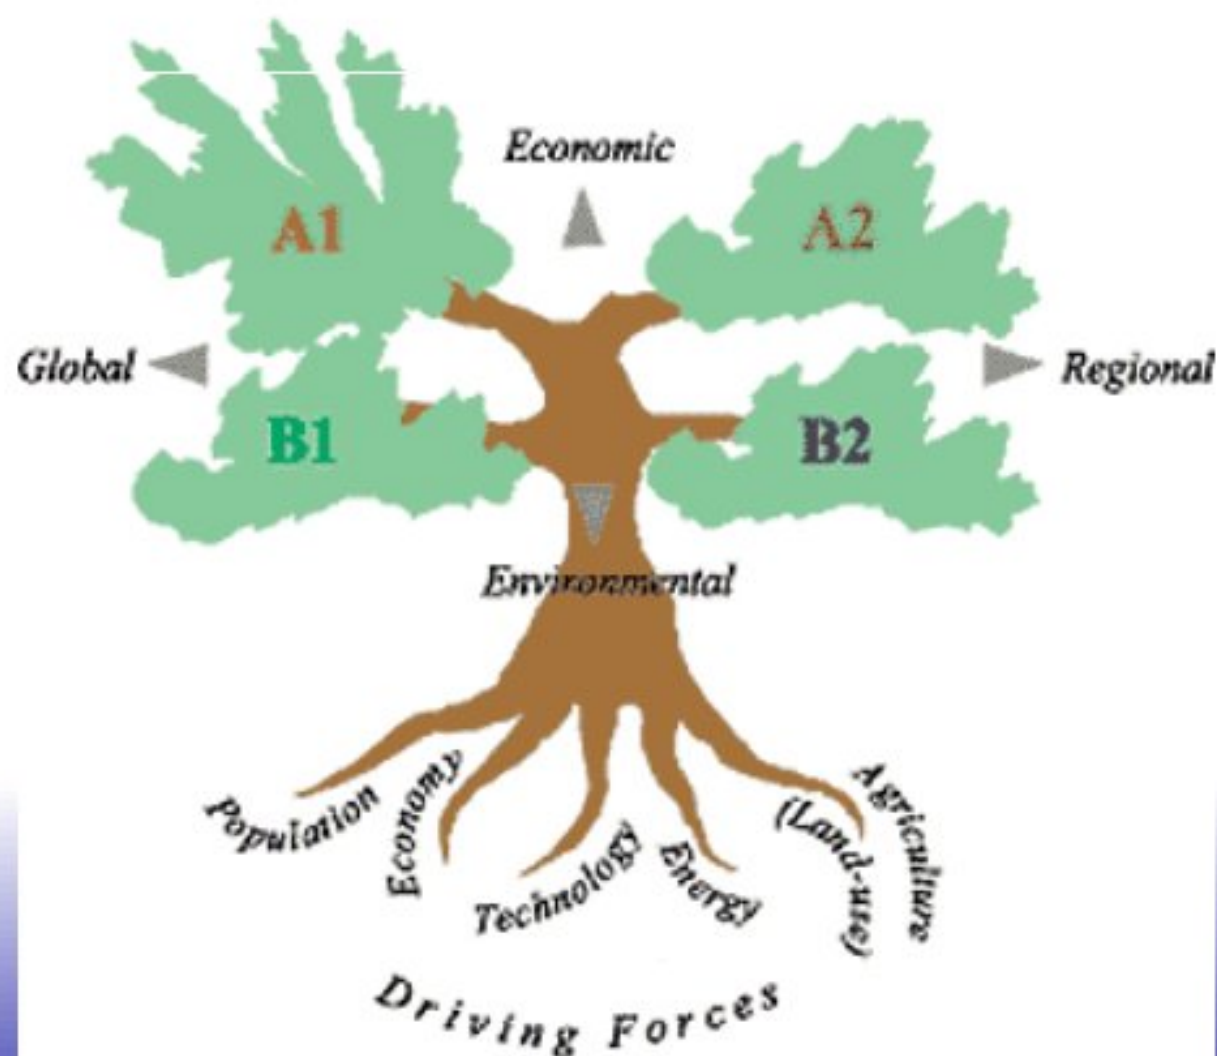 Economic
A1
A2
Global
Regional
B1
B2
Environmental
Population
Economy
Technology
Energy
(Land-use)
Agriculture
Driving Forces